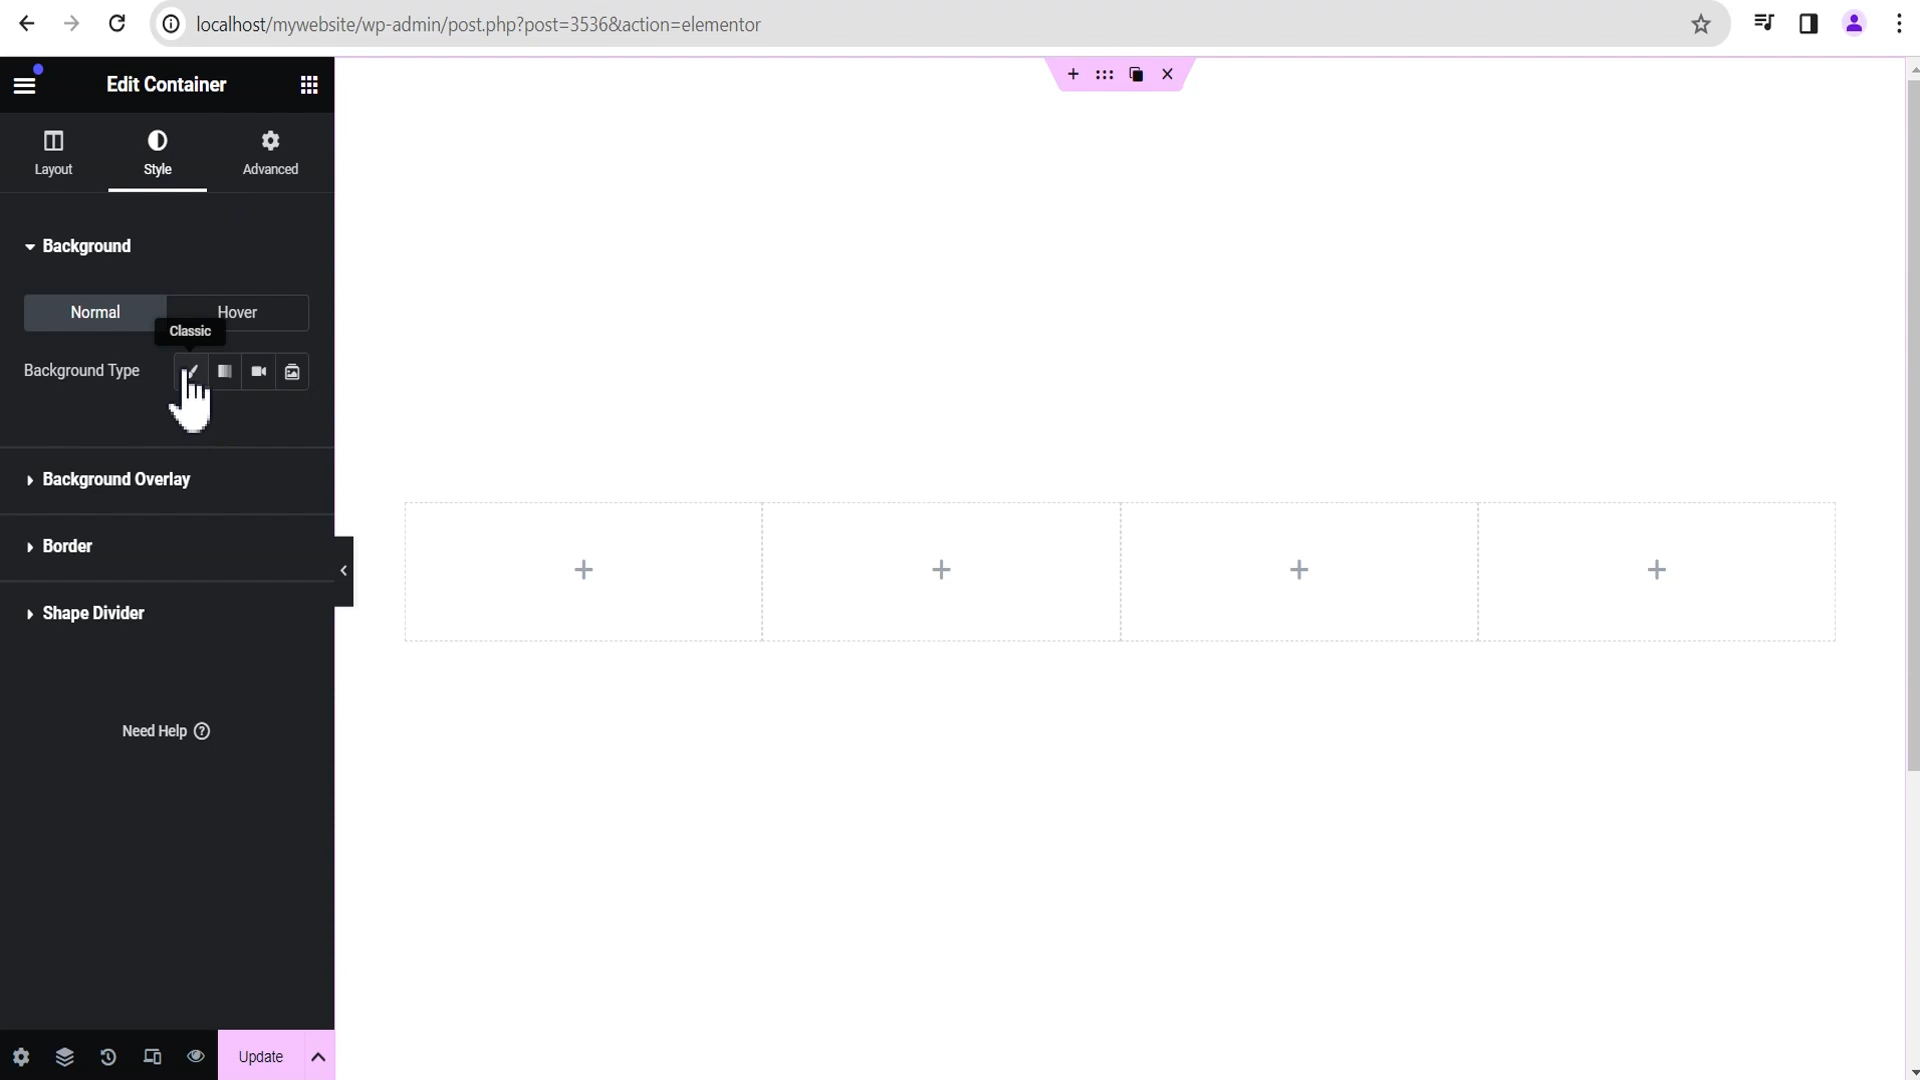 localhost/mywebsite/wp-admin/post.php?post=3536&action=elementor
Edit Container
Layout
Style
Advanced
Background
Normal
Hover
Classic
Background Type
Background Overlay
Border
Shape Divider
Need Help
Update